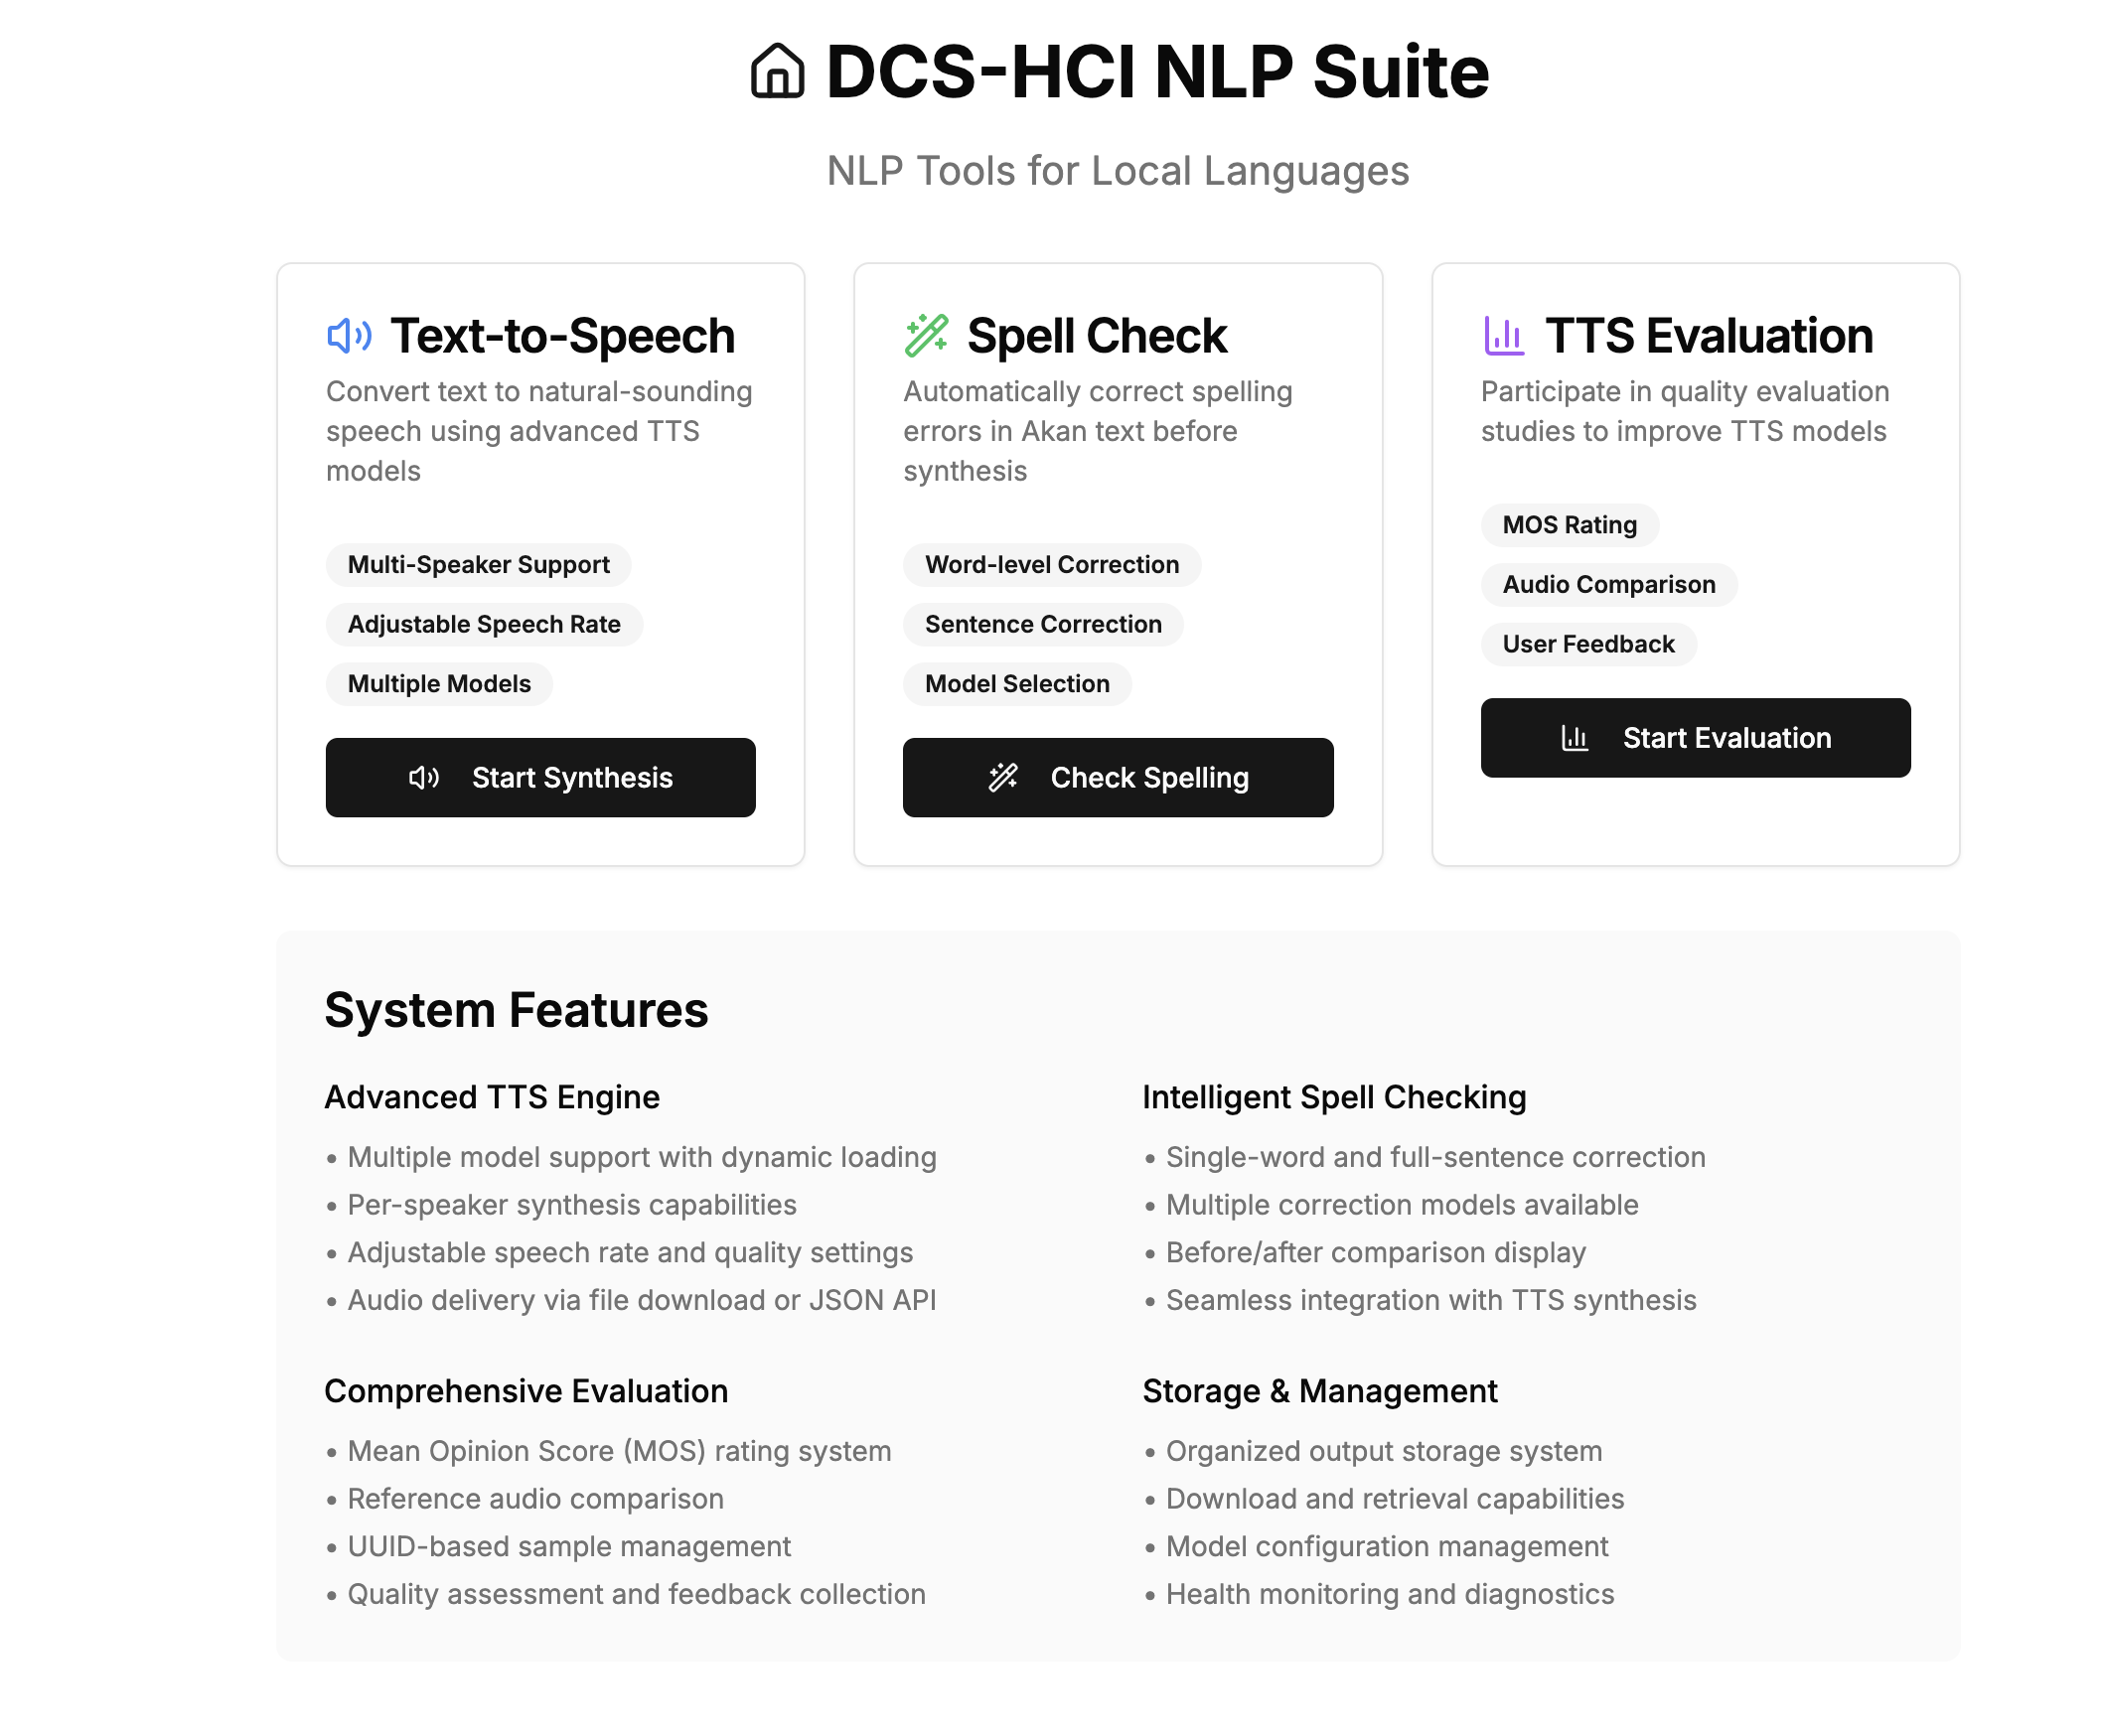 DCS-HCI NLP Suite
NLP Tools for Local Languages
Text-to-Speech
Convert text to natural-sounding
speech using advanced TTS
models
Multi-Speaker Support
Adjustable Speech Rate
Multiple Models
Start Synthesis
Spell Check
Automatically correct spelling
errors in Akan text before
synthesis
Word-level Correction
Sentence Correction
Model Selection
Check Spelling
TTS Evaluation
Participate in quality evaluation
studies to improve TTS models
MOS Rating
Audio Comparison
User Feedback
Start Evaluation
System Features
Advanced TTS Engine
• Multiple model support with dynamic loading
• Per-speaker synthesis capabilities
• Adjustable speech rate and quality settings
• Audio delivery via file download or JSON API
Intelligent Spell Checking
• Single-word and full-sentence correction
• Multiple correction models available
• Before/after comparison display
• Seamless integration with TTS synthesis
Comprehensive Evaluation
• Mean Opinion Score (MOS) rating system
• Reference audio comparison
• UUID-based sample management
• Quality assessment and feedback collection
Storage & Management
• Organized output storage system
• Download and retrieval capabilities
• Model configuration management
• Health monitoring and diagnostics